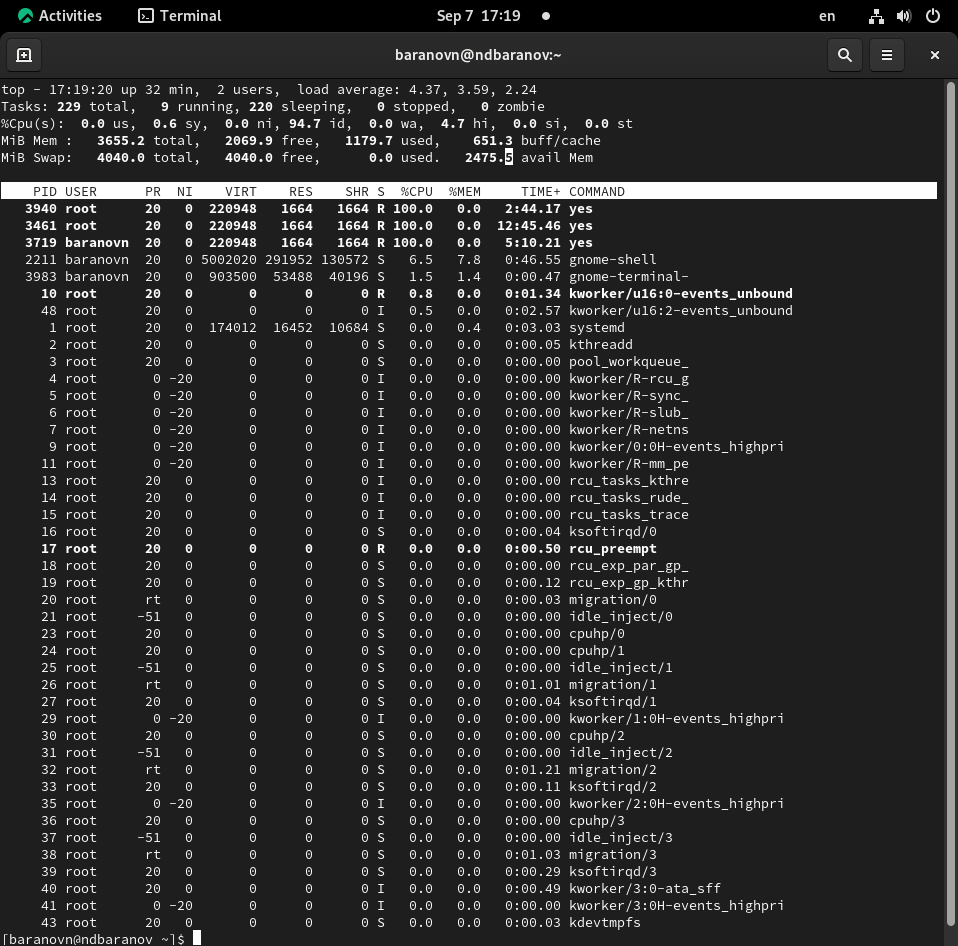 Activities Terminal Sep 7 17:19 en
baranovn@ndbaranov:~
top - 17:19:20 up 32 min,  2 users,  load average: 4.37, 3.59, 2.24
Tasks: 229 total,   9 running, 220 sleeping,   0 stopped,   0 zombie
%Cpu(s):  0.0 us,  0.6 sy,  0.0 ni, 94.7 id,  0.0 wa,  4.7 hi,  0.0 si,  0.0 st
MiB Mem :   3655.2 total,   2069.9 free,   1179.7 used,    651.3 buff/cache
MiB Swap:   4040.0 total,   4040.0 free,      0.0 used.   2475.5 avail Mem
PID USER      PR  NI    VIRT    RES    SHR S  %CPU  %MEM     TIME+ COMMAND
3940 root      20   0  220948   1664   1664 R 100.0   0.0   2:44.17 yes
3461 root      20   0  220948   1664   1664 R 100.0   0.0  12:45.46 yes
3719 baranovn  20   0  220948   1664   1664 R 100.0   0.0   5:10.21 yes
2211 baranovn  20   0 5002020 291952 130572 S   6.5   7.8   0:46.55 gnome-shell
3983 baranovn  20   0  903500  53488  40196 S   1.5   1.4   0:00.47 gnome-terminal-
10 root      20   0       0      0      0 R   0.8   0.0   0:01.34 kworker/u16:0-events_unbound
48 root      20   0       0      0      0 I   0.5   0.0   0:02.57 kworker/u16:2-events_unbound
1 root      20   0  174012  16452  10684 S   0.0   0.4   0:03.03 systemd
2 root      20   0       0      0      0 S   0.0   0.0   0:00.05 kthreadd
3 root      20   0       0      0      0 S   0.0   0.0   0:00.00 pool_workqueue_
4 root       0 -20       0      0      0 I   0.0   0.0   0:00.00 kworker/R-rcu_g
5 root       0 -20       0      0      0 I   0.0   0.0   0:00.00 kworker/R-sync_
6 root       0 -20       0      0      0 I   0.0   0.0   0:00.00 kworker/R-slub_
7 root       0 -20       0      0      0 I   0.0   0.0   0:00.00 kworker/R-netns
9 root       0 -20       0      0      0 I   0.0   0.0   0:00.00 kworker/0:0H-events_highpri
11 root       0 -20       0      0      0 I   0.0   0.0   0:00.00 kworker/R-mm_pe
13 root      20   0       0      0      0 I   0.0   0.0   0:00.00 rcu_tasks_kthre
14 root      20   0       0      0      0 I   0.0   0.0   0:00.00 rcu_tasks_rude_
15 root      20   0       0      0      0 I   0.0   0.0   0:00.00 rcu_tasks_trace
16 root      20   0       0      0      0 S   0.0   0.0   0:00.04 ksoftirqd/0
17 root      20   0       0      0      0 R   0.0   0.0   0:00.50 rcu_preempt
18 root      20   0       0      0      0 S   0.0   0.0   0:00.00 rcu_exp_par_gp_
19 root      20   0       0      0      0 S   0.0   0.0   0:00.12 rcu_exp_gp_kthr
20 root      rt   0       0      0      0 S   0.0   0.0   0:00.03 migration/0
21 root     -51   0       0      0      0 S   0.0   0.0   0:00.00 idle_inject/0
23 root      20   0       0      0      0 S   0.0   0.0   0:00.00 cpuhp/0
24 root      20   0       0      0      0 S   0.0   0.0   0:00.00 cpuhp/1
25 root     -51   0       0      0      0 S   0.0   0.0   0:00.00 idle_inject/1
26 root      rt   0       0      0      0 S   0.0   0.0   0:01.01 migration/1
27 root      20   0       0      0      0 S   0.0   0.0   0:00.04 ksoftirqd/1
29 root       0 -20       0      0      0 I   0.0   0.0   0:00.00 kworker/1:0H-events_highpri
30 root      20   0       0      0      0 S   0.0   0.0   0:00.00 cpuhp/2
31 root     -51   0       0      0      0 S   0.0   0.0   0:00.00 idle_inject/2
32 root      rt   0       0      0      0 S   0.0   0.0   0:01.21 migration/2
33 root      20   0       0      0      0 S   0.0   0.0   0:00.11 ksoftirqd/2
35 root       0 -20       0      0      0 I   0.0   0.0   0:00.00 kworker/2:0H-events_highpri
36 root      20   0       0      0      0 S   0.0   0.0   0:00.00 cpuhp/3
37 root     -51   0       0      0      0 S   0.0   0.0   0:00.00 idle_inject/3
38 root      rt   0       0      0      0 S   0.0   0.0   0:01.03 migration/3
39 root      20   0       0      0      0 S   0.0   0.0   0:00.29 ksoftirqd/3
40 root      20   0       0      0      0 I   0.0   0.0   0:00.49 kworker/3:0-ata_sff
41 root       0 -20       0      0      0 I   0.0   0.0   0:00.00 kworker/3:0H-events_highpri
43 root      20   0       0      0      0 S   0.0   0.0   0:00.03 kdevtmpfs
[baranovn@ndbaranov ~]$